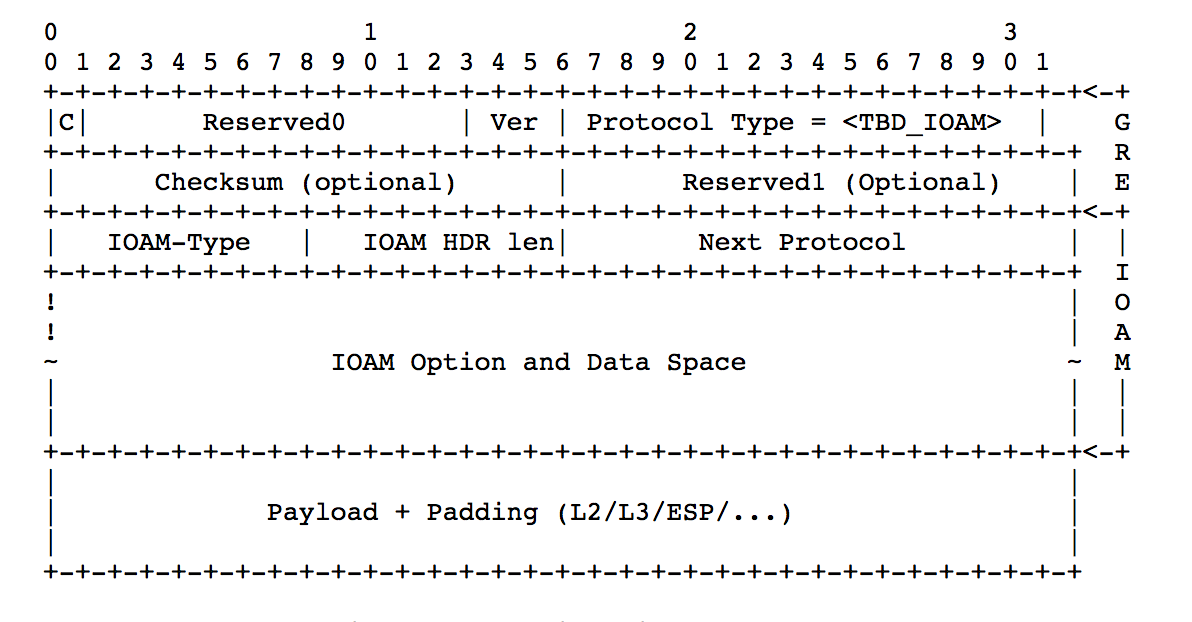 0                   1                   2                   3
0 1 2 3 4 5 6 7 8 9 0 1 2 3 4 5 6 7 8 9 0 1 2 3 4 5 6 7 8 9 0 1
+-+-+-+-+-+-+-+-+-+-+-+-+-+-+-+-+-+-+-+-+-+-+-+-+-+-+-+-+-+-+-+-+<-+
|C|       Reserved0       | Ver | Protocol Type = <TBD_IOAM>  |    G
+-+-+-+-+-+-+-+-+-+-+-+-+-+-+-+-+-+-+-+-+-+-+-+-+-+-+-+-+-+-+-+-+  R
|      Checksum (optional)      |       Reserved1 (Optional)    |  E
+-+-+-+-+-+-+-+-+-+-+-+-+-+-+-+-+-+-+-+-+-+-+-+-+-+-+-+-+-+-+-+-+<-+
|   IOAM-Type   |   IOAM HDR len|        Next Protocol          |  |
+-+-+-+-+-+-+-+-+-+-+-+-+-+-+-+-+-+-+-+-+-+-+-+-+-+-+-+-+-+-+-+-+  I
!                                                               |  O
!                                                               |  A
~                 IOAM Option and Data Space                    ~  M
|                                                               |  |
|                                                               |  |
+-+-+-+-+-+-+-+-+-+-+-+-+-+-+-+-+-+-+-+-+-+-+-+-+-+-+-+-+-+-+-+-+<-+
|                                                               |
|             Payload + Padding (L2/L3/ESP/...)                 |
|                                                               |
+-+-+-+-+-+-+-+-+-+-+-+-+-+-+-+-+-+-+-+-+-+-+-+-+-+-+-+-+-+-+-+-+